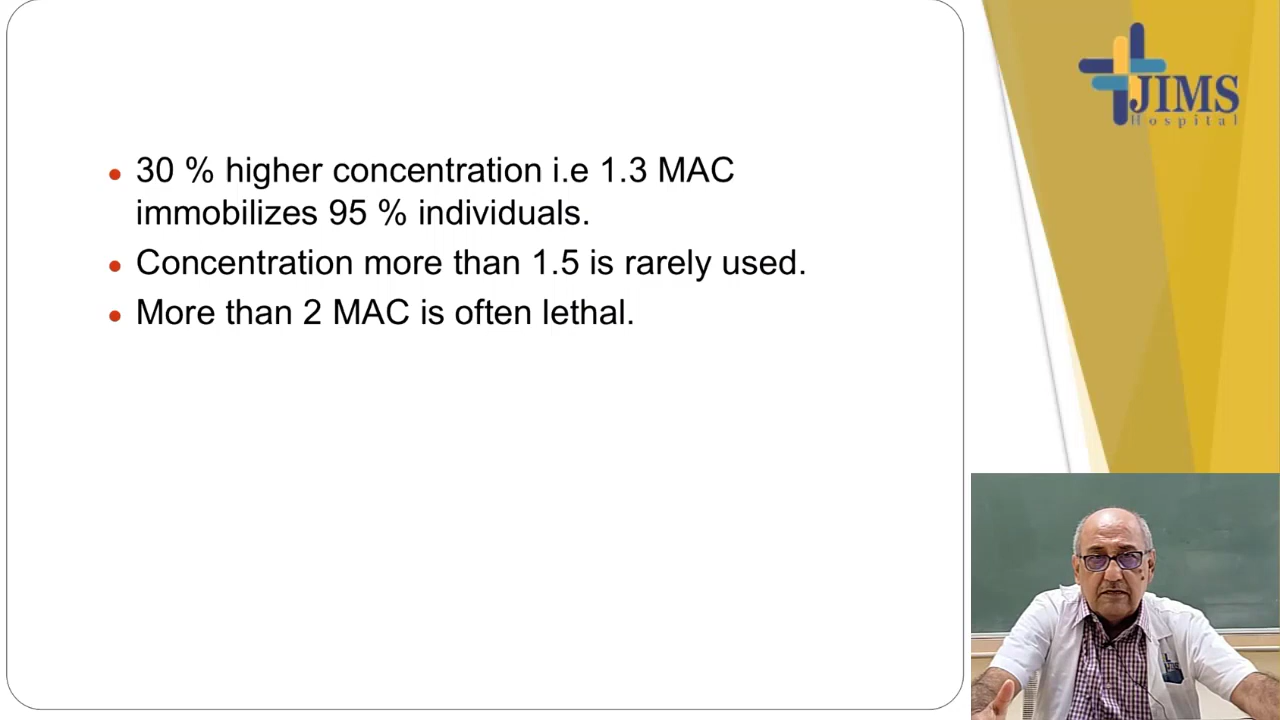 30 % higher concentration i.e 1.3 MAC
immobilizes 95 % individuals.
Concentration more than 1.5 is rarely used.
More than 2 MAC is often lethal.
JIMS
Hospital